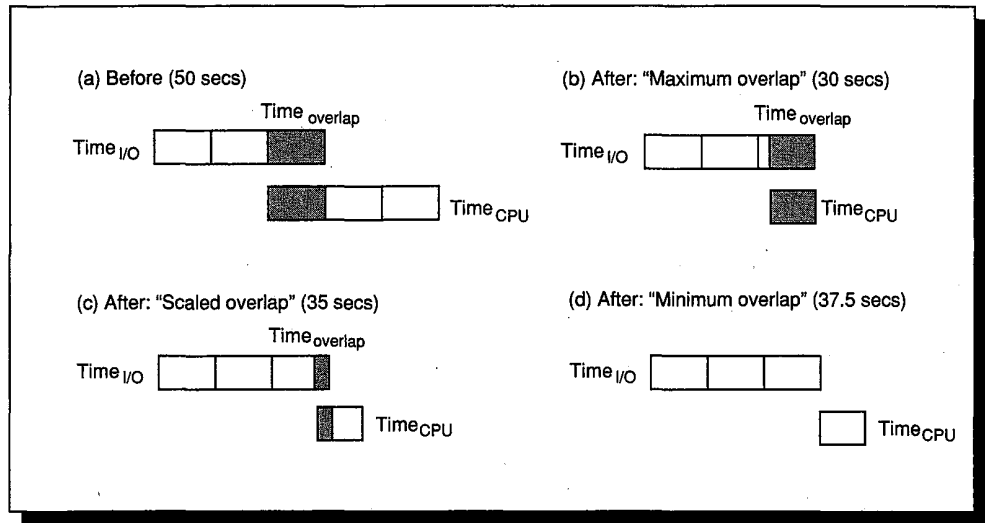 (a) Before (50 secs)
Time overlap
Time I/O
Time CPU
(b) After: "Maximum overlap" (30 secs)
Time overlap
Time I/O
Time CPU
(c) After: "Scaled overlap" (35 secs)
Time overlap
Time I/O
Time CPU
(d) After: "Minimum overlap" (37.5 secs)
Time I/O
Time CPU